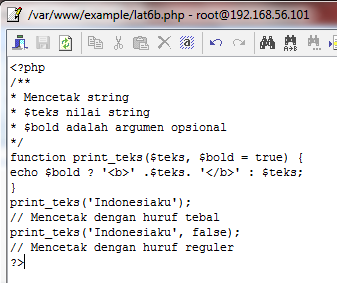 /var/www/example/lat6b.php - root@192.168.56.101
<?php
/**
* Mencetak string
* $teks nilai string
* $bold adalah argumen opsional
*/
function print_teks($teks, $bold = true) {
echo $bold ? '<b>' .$teks. '</b>' : $teks;
}
print_teks('Indonesiaku');
// Mencetak dengan huruf tebal
print_teks('Indonesiaku', false);
// Mencetak dengan huruf reguler
?>